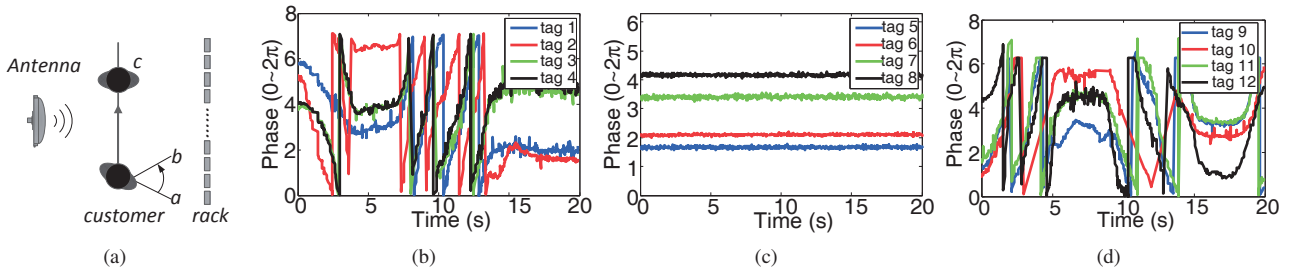 Antenna
c
b
a
customer
rack
(a)
Phase (0~2π)
8
6
4
2
0
0 5 10 15 20
Time (s)
tag 1
tag 2
tag 3
tag 4
(b)
Phase (0~2π)
6
5
4
3
2
1
0
0 5 10 15 20
Time (s)
tag 5
tag 6
tag 7
tag 8
(c)
Phase (0~2π)
8
6
4
2
0
0 5 10 15 20
Time (s)
tag 9
tag 10
tag 11
tag 12
(d)